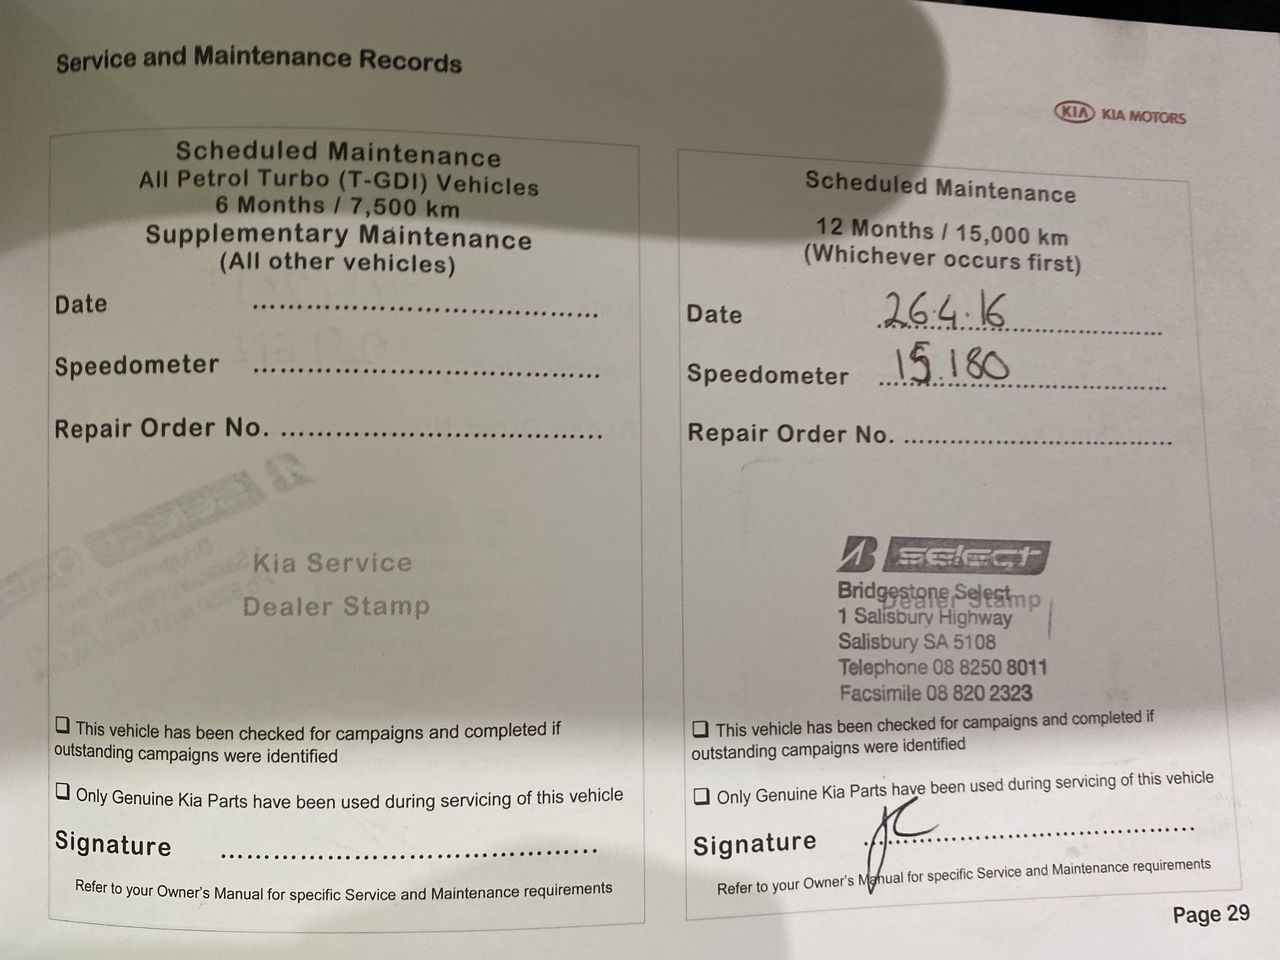 Service and Maintenance Records
KIA KIA MOTORS
Scheduled Maintenance
All Petrol Turbo (T-GDI) Vehicles
6 Months / 7,500 km
Supplementary Maintenance
(All other vehicles)
Date ......................................
Speedometer ......................................
Repair Order No. ....................................
Kia Service
Dealer Stamp
❑ This vehicle has been checked for campaigns and completed if
outstanding campaigns were identified
❑ Only Genuine Kia Parts have been used during servicing of this vehicle
Signature ..........................................
Refer to your Owner's Manual for specific Service and Maintenance requirements
Scheduled Maintenance
12 Months / 15,000 km
(Whichever occurs first)
Date 26.4.16
Speedometer 15.180
Repair Order No. ..............................
B select
Bridgestone Select
Dealer Stamp
1 Salisbury Highway
Salisbury SA 5108
Telephone 08 8250 8011
Facsimile 08 820 2323
❑ This vehicle has been checked for campaigns and completed if
outstanding campaigns were identified
❑ Only Genuine Kia Parts have been used during servicing of this vehicle
Signature ....................................
Refer to your Owner's Manual for specific Service and Maintenance requirements
Page 29